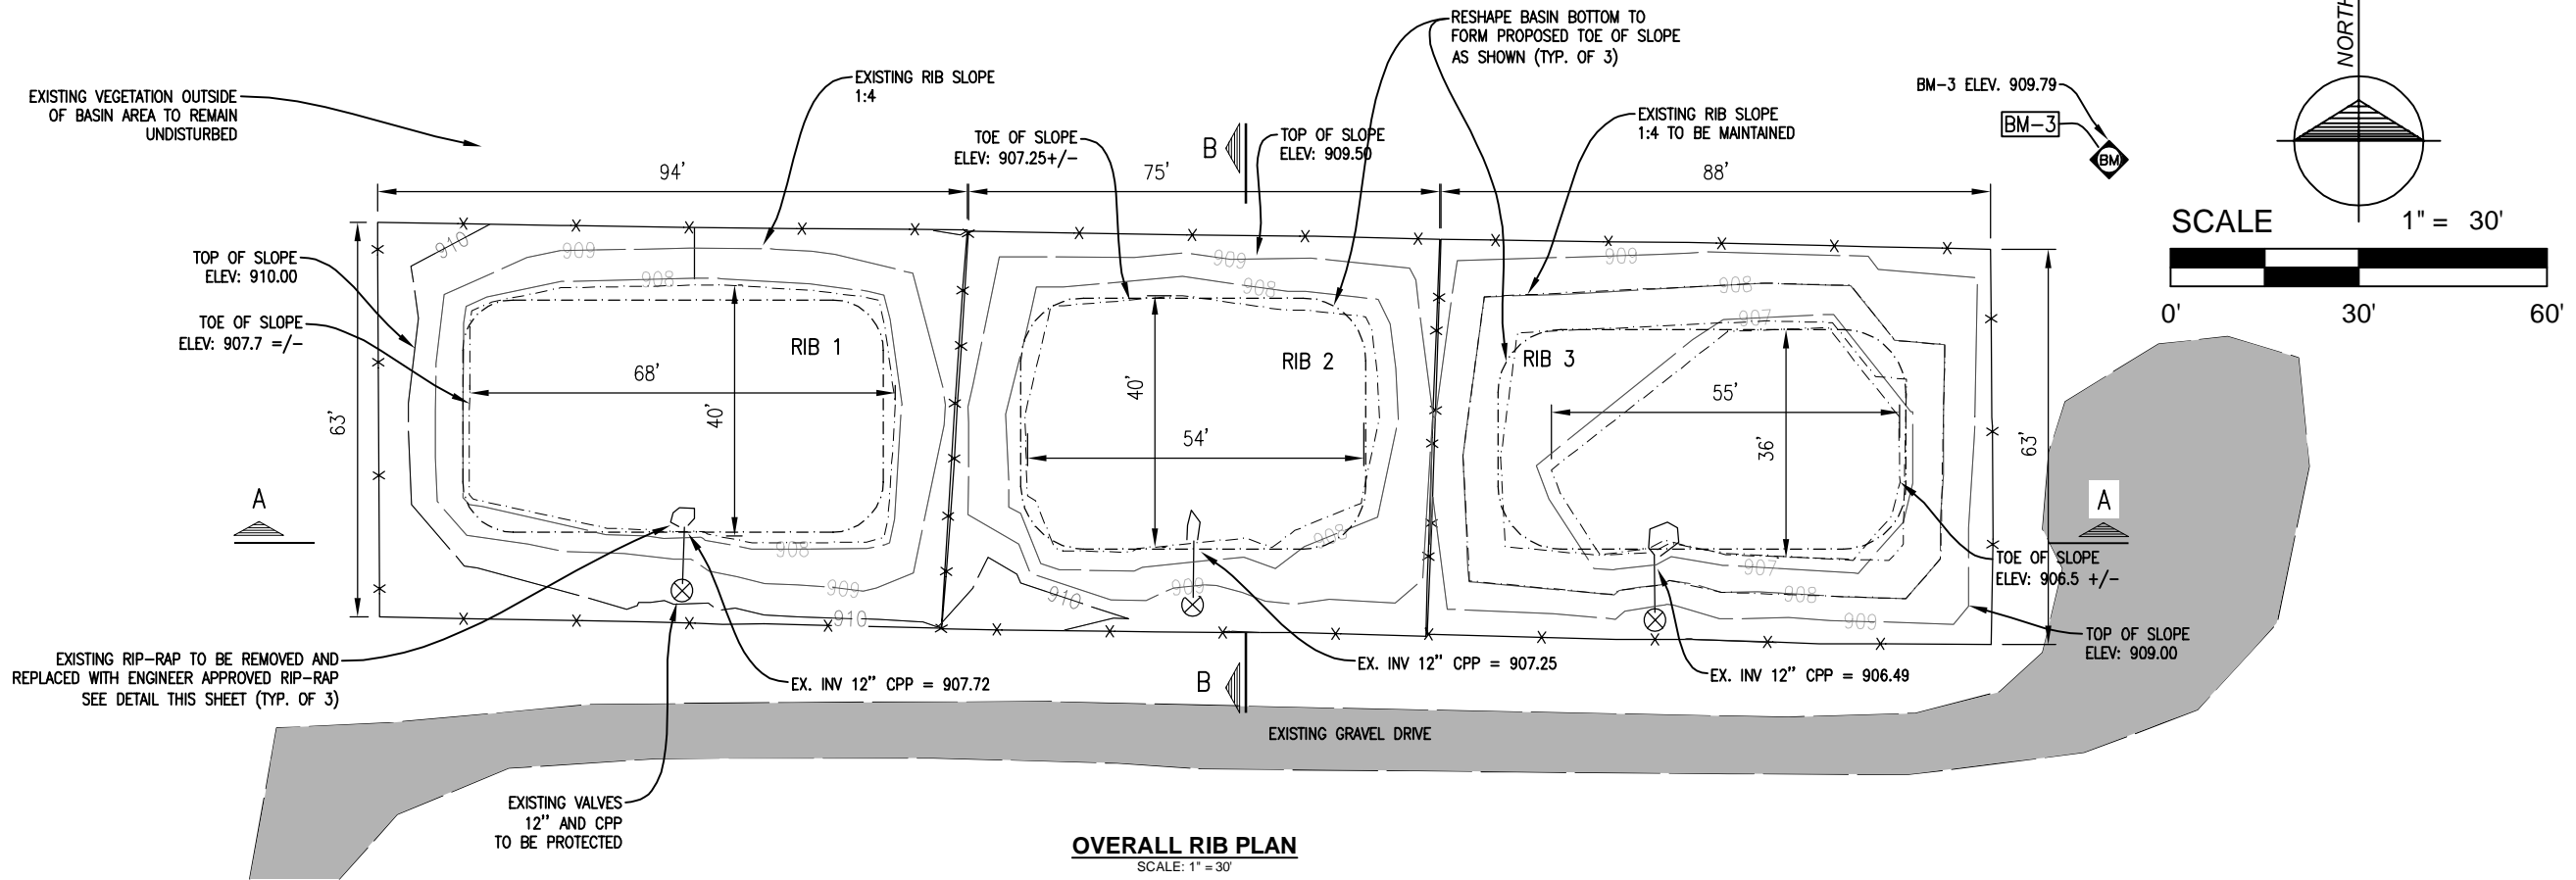 RESHAPE BASIN BOTTOM TO
FORM PROPOSED TOE OF SLOPE
AS SHOWN (TYP. OF 3)
NORTH
EXISTING VEGETATION OUTSIDE
OF BASIN AREA TO REMAIN
UNDISTURBED
EXISTING RIB SLOPE
1:4
TOE OF SLOPE
ELEV: 907.25+/-
B
TOP OF SLOPE
ELEV: 909.50
EXISTING RIB SLOPE
1:4 TO BE MAINTAINED
BM-3 ELEV. 909.79
BM-3
BM
94'
75'
88'
SCALE 1" = 30'
0' 30' 60'
910
909
908
909
908
909
908
907
TOP OF SLOPE
ELEV: 910.00
TOE OF SLOPE
ELEV: 907.7 =/-
RIB 1
RIB 2
RIB 3
68'
40'
63'
40'
54'
55'
36'
63'
A
A
908
909
910
908
909
910
907
908
909
TOE OF SLOPE
ELEV: 906.5 +/-
TOP OF SLOPE
ELEV: 909.00
EXISTING RIP-RAP TO BE REMOVED AND
REPLACED WITH ENGINEER APPROVED RIP-RAP
SEE DETAIL THIS SHEET (TYP. OF 3)
EX. INV 12" CPP = 907.72
B
EX. INV 12" CPP = 907.25
EX. INV 12" CPP = 906.49
EXISTING GRAVEL DRIVE
EXISTING VALVES
12" AND CPP
TO BE PROTECTED
OVERALL RIB PLAN
SCALE: 1" = 30'